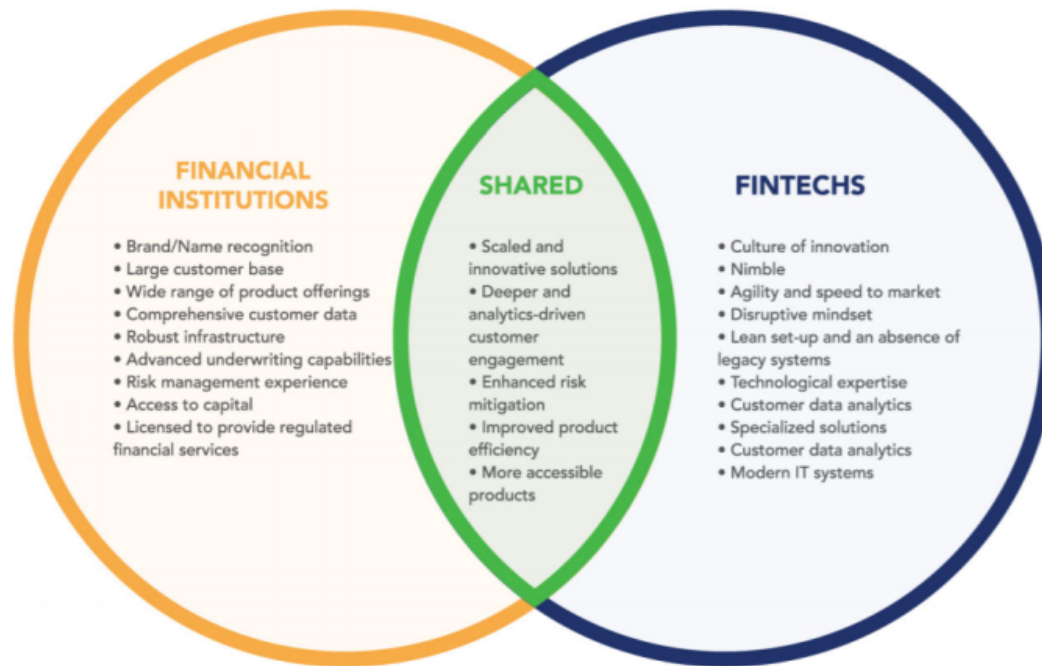 FINANCIAL
INSTITUTIONS
• Brand/Name recognition
• Large customer base
• Wide range of product offerings
• Comprehensive customer data
• Robust infrastructure
• Advanced underwriting capabilities
• Risk management experience
• Access to capital
• Licensed to provide regulated
financial services
SHARED
• Scaled and
innovative solutions
• Deeper and
analytics-driven
customer
engagement
• Enhanced risk
mitigation
• Improved product
efficiency
• More accessible
products
FINTECHS
• Culture of innovation
• Nimble
• Agility and speed to market
• Disruptive mindset
• Lean set-up and an absence of
legacy systems
• Technological expertise
• Customer data analytics
• Specialized solutions
• Customer data analytics
• Modern IT systems